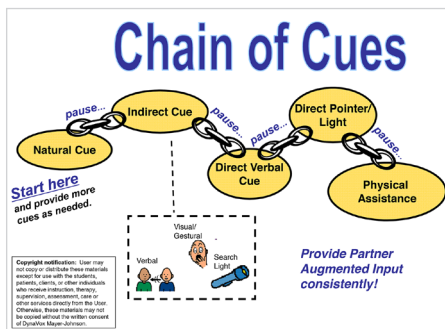 Chain of Cues
pause...
Indirect Cue
pause...
Direct Pointer/
Light
pause...
pause...
Natural Cue
Direct Verbal
Cue
Physical
Assistance
Start here
and provide more
cues as needed.
Visual/
Gestural
Verbal
Search
Light
Provide Partner
Augmented Input
consistently!
Copyright notification: User may
not copy or distribute these materials
except for use with the students,
patients, clients, or other individuals
who receive instruction, therapy,
supervision, assessment, care or
other services directly from the User.
Otherwise, these materials may not
be copied without the written consent
of DynaVox Mayer-Johnson.